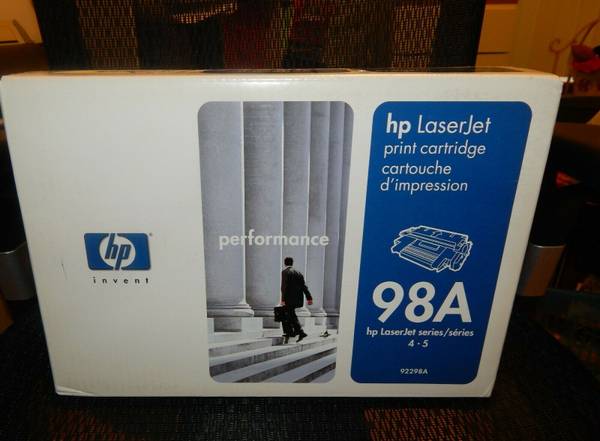 hp
invent
performance
hp LaserJet
print cartridge
cartouche
d'impression
98A
hp LaserJet series/séries
4 · 5
92298A